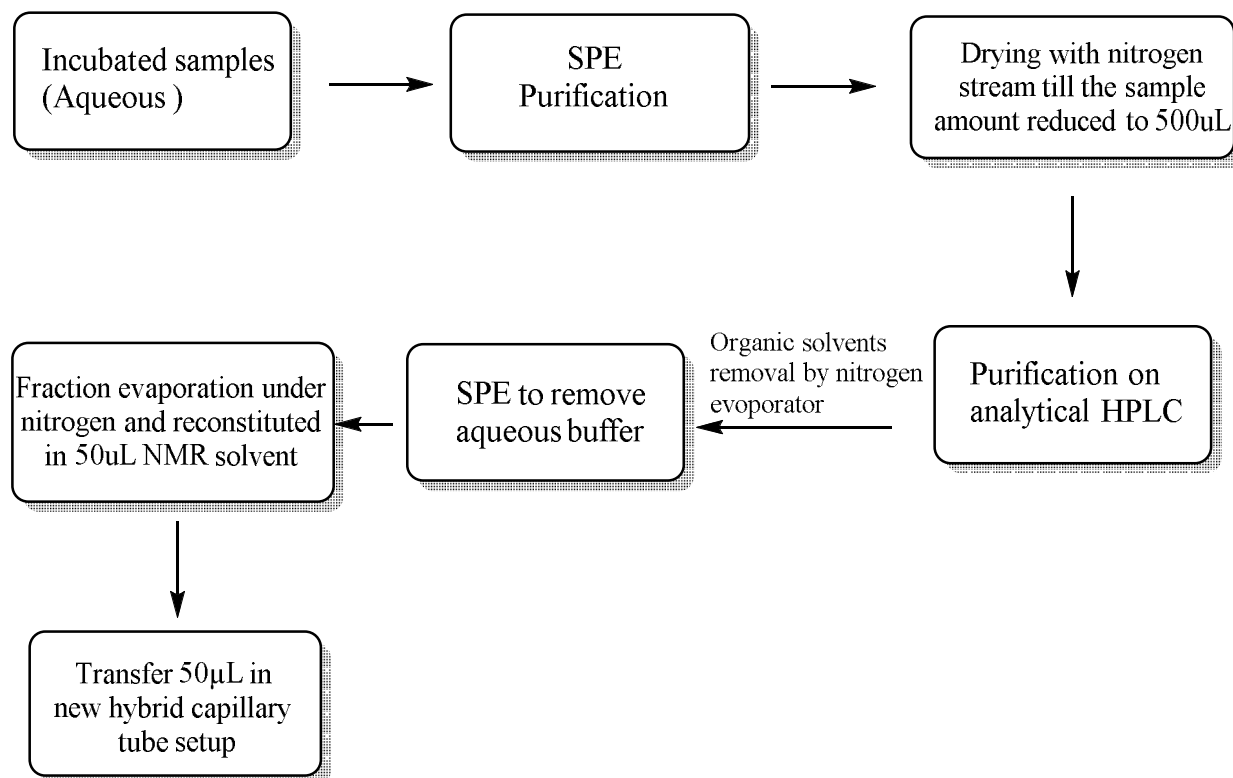 Incubated samples
(Aqueous )
SPE
Purification
Drying with nitrogen
stream till the sample
amount reduced to 500uL
Purification on
analytical HPLC
Organic solvents
removal by nitrogen
evoporator
SPE to remove
aqueous buffer
Fraction evaporation under
nitrogen and reconstituted
in 50uL NMR solvent
Transfer 50μL in
new hybrid capillary
tube setup